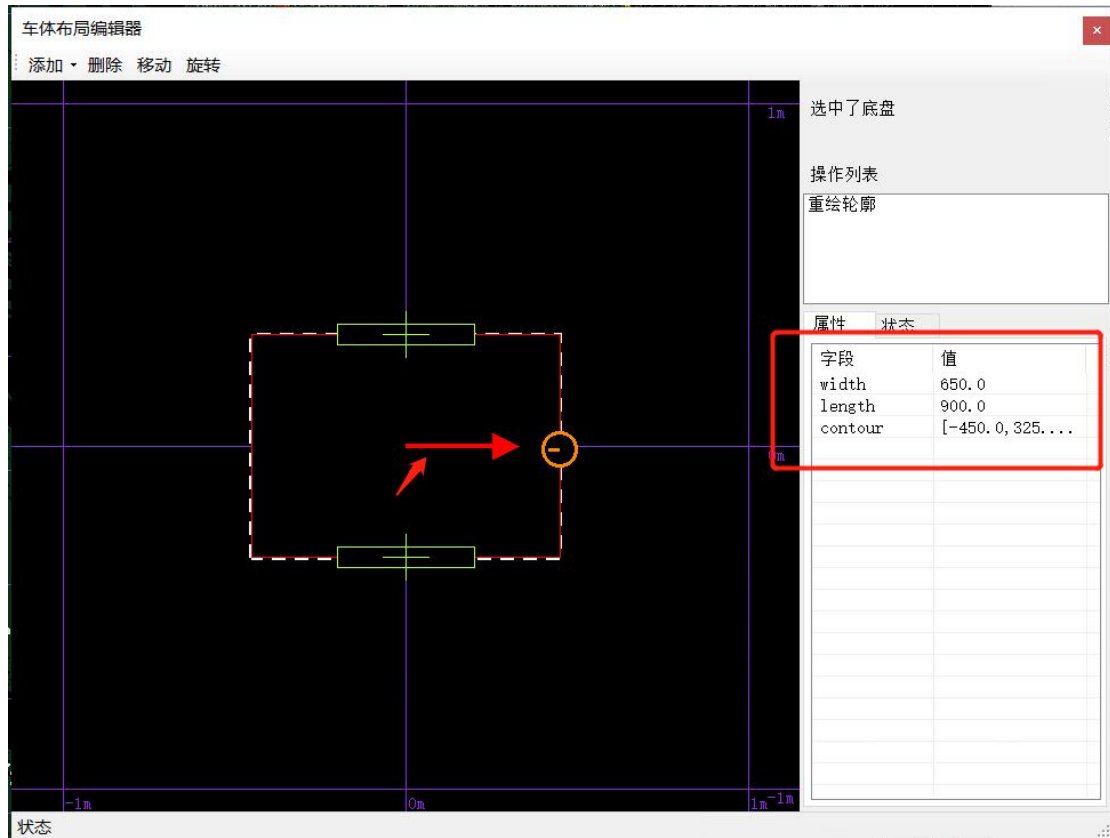 车体布局编辑器
添加 删除 移动 旋转
选中了底盘
操作列表
重绘轮廓
属性 状态
字段 值
width 650.0
length 900.0
contour [-450.0,325....
1m
0m
-1m 0m 1m -1m
状态